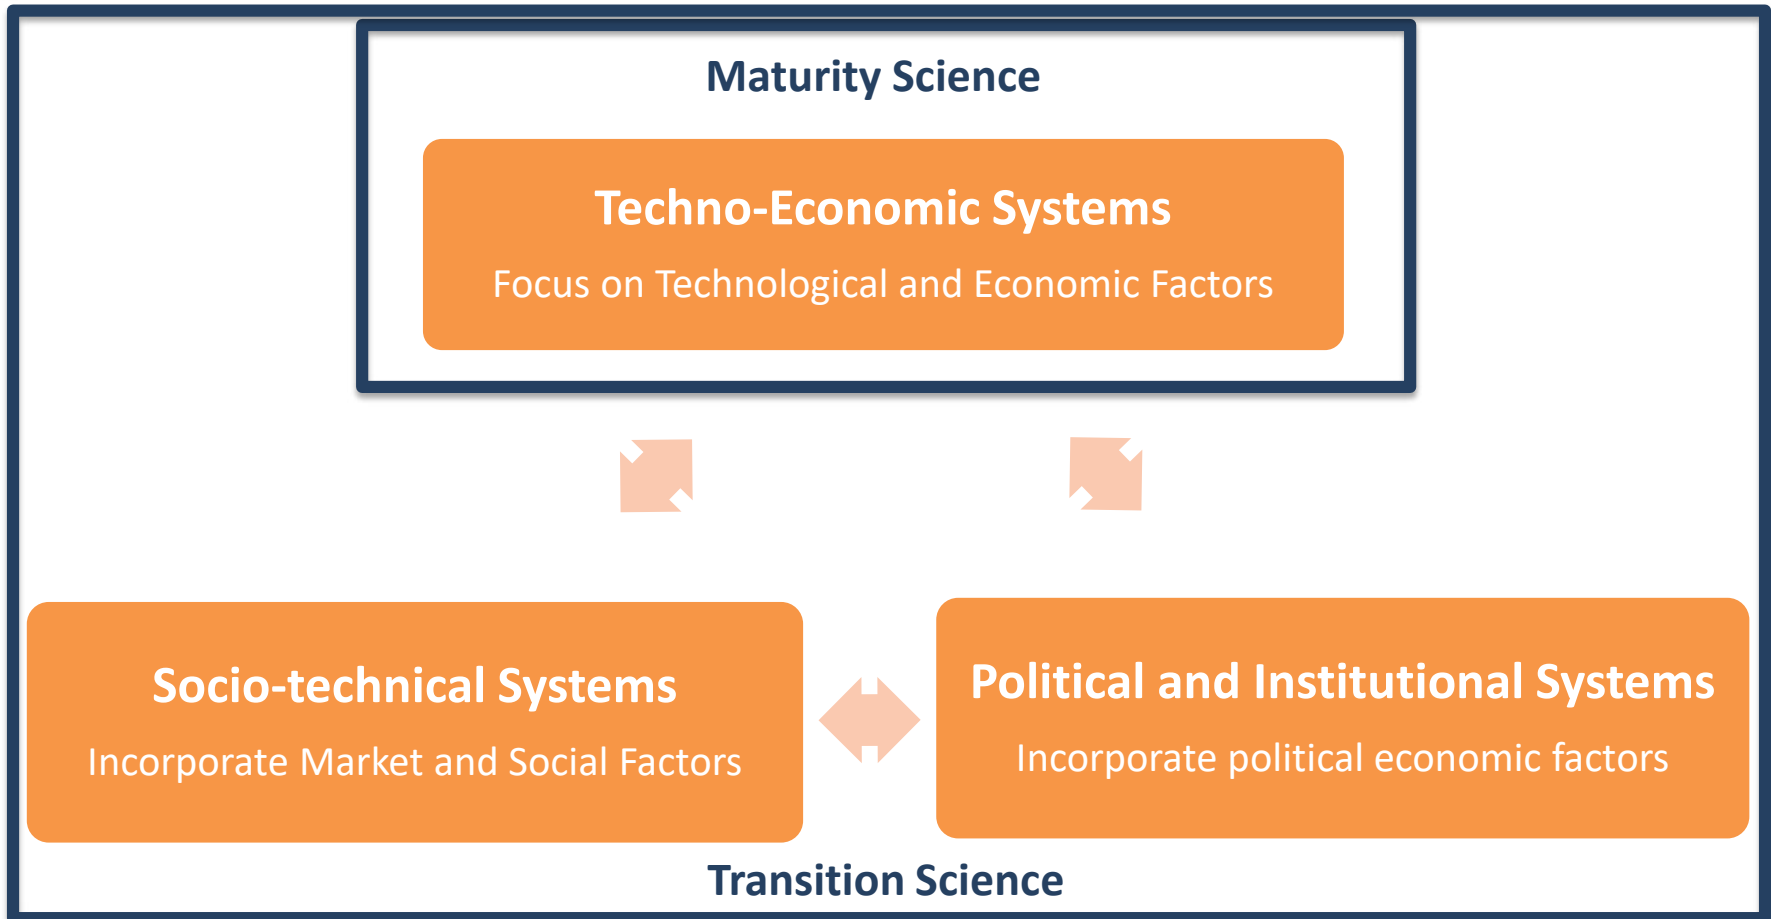 Maturity Science
Techno-Economic Systems
Focus on Technological and Economic Factors
Socio-technical Systems
Incorporate Market and Social Factors
Political and Institutional Systems
Incorporate political economic factors
Transition Science